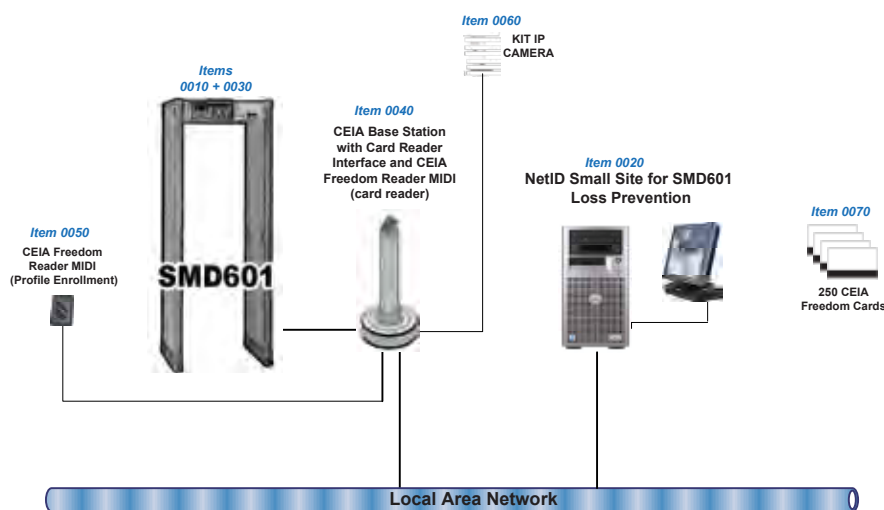 Item 0060
KIT IP
CAMERA
Items
0010 + 0030
Item 0040
CEIA Base Station
with Card Reader
Interface and CEIA
Freedom Reader MIDI
(card reader)
Item 0020
NetID Small Site for SMD601
Loss Prevention
Item 0070
250 CEIA
Freedom Cards
Item 0050
CEIA Freedom
Reader MIDI
(Profile Enrollment)
SMD601
Local Area Network